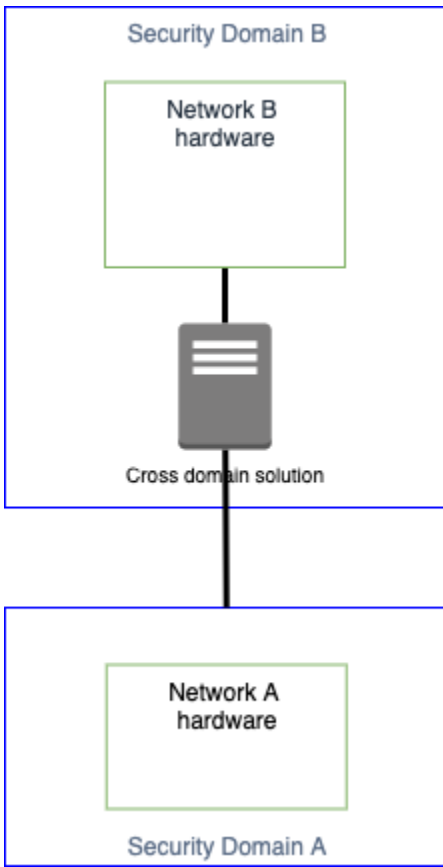 Security Domain B
Network B
hardware
Cross domain solution
Network A
hardware
Security Domain A